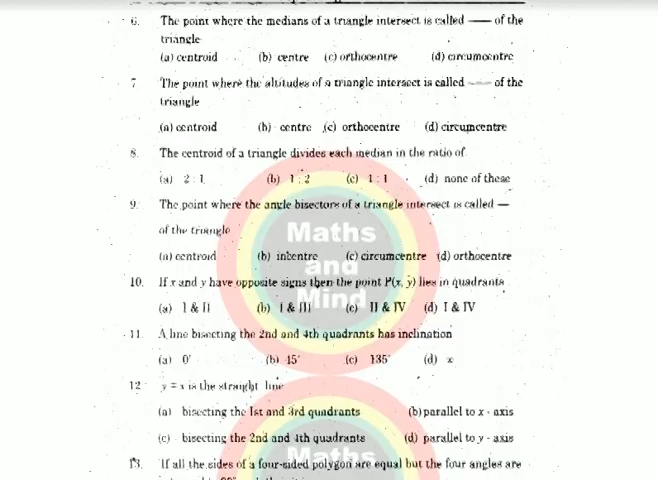 6. The point where the medians of a triangle intersect is called —— of the
triangle
(a) centroid (b) centre (c) orthocentre (d) circumcentre
7 The point where the altitudes of a triangle intersect is called —— of the
triangle
(a) centroid (b) centre (c) orthocentre (d) circumcentre
8. The centroid of a triangle divides each median in the ratio of
(a) 2 : 1 (b) 1 : 2 (c) 1 : 1 (d) none of these
9. The point where the angle bisectors of a triangle intersect is called —
of the triangle
(a) centroid (b) incentre (c) circumcentre (d) orthocentre
10. If x and y have opposite signs then the point P(x, y) lies in quadrants
(a) I & II (b) I & III (c) II & IV (d) I & IV
11. A line bisecting the 2nd and 4th quadrants has inclination
(a) 0° (b) 45° (c) 135° (d)
12 y = x is the straight line
(a) bisecting the 1st and 3rd quadrants (b) parallel to x - axis
(c) bisecting the 2nd and 4th quadrants (d) parallel to y - axis
13. If all the sides of a four-sided polygon are equal but the four angles are
Maths
and
Mind
Maths